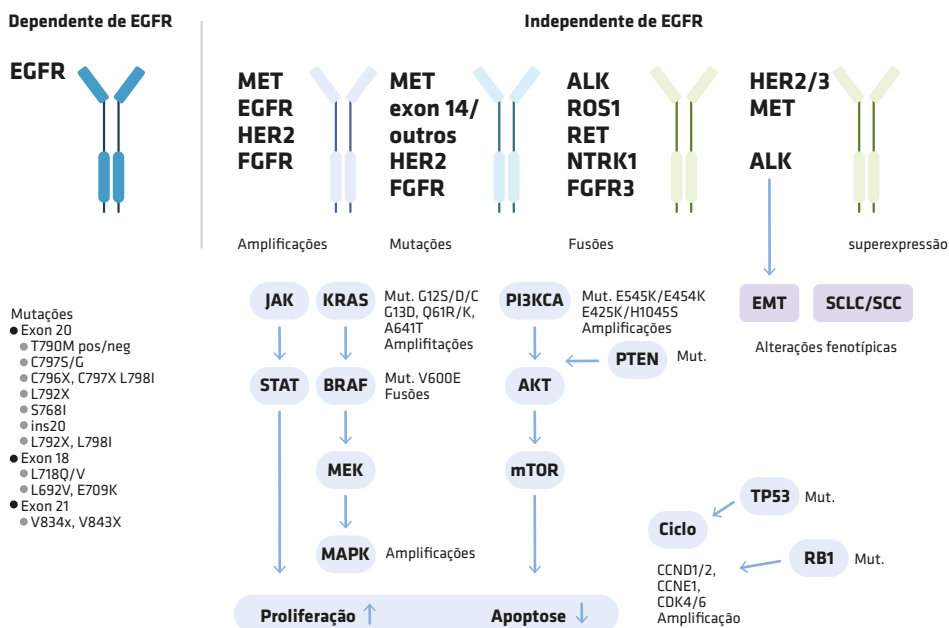 Dependente de EGFR
EGFR
Mutações
Exon 20
T790M pos/neg
C797S/G
C796X, C797X L798I
L792X
S768I
ins20
L792X, L798I
Exon 18
L718Q/V
L692V, E709K
Exon 21
V834x, V843X
Independente de EGFR
MET
EGFR
HER2
FGFR
Amplificações
MET
exon 14/
outros
HER2
FGFR
Mutações
ALK
ROS1
RET
NTRK1
FGFR3
Fusões
HER2/3
MET
ALK
superexpressão
JAK
STAT
KRAS
Mut. G12S/D/C
G13D, Q61R/K,
A641T
Amplifitações
BRAF
Mut. V600E
Fusões
MEK
MAPK
Amplificações
PI3KCA
Mut. E545K/E454K
E425K/H1045S
Amplificações
PTEN
Mut.
AKT
mTOR
EMT
SCLC/SCC
Alterações fenotípicas
TP53
Mut.
Ciclo
RB1
Mut.
CCND1/2,
CCNE1,
CDK4/6
Amplificação
Proliferação
Apoptose